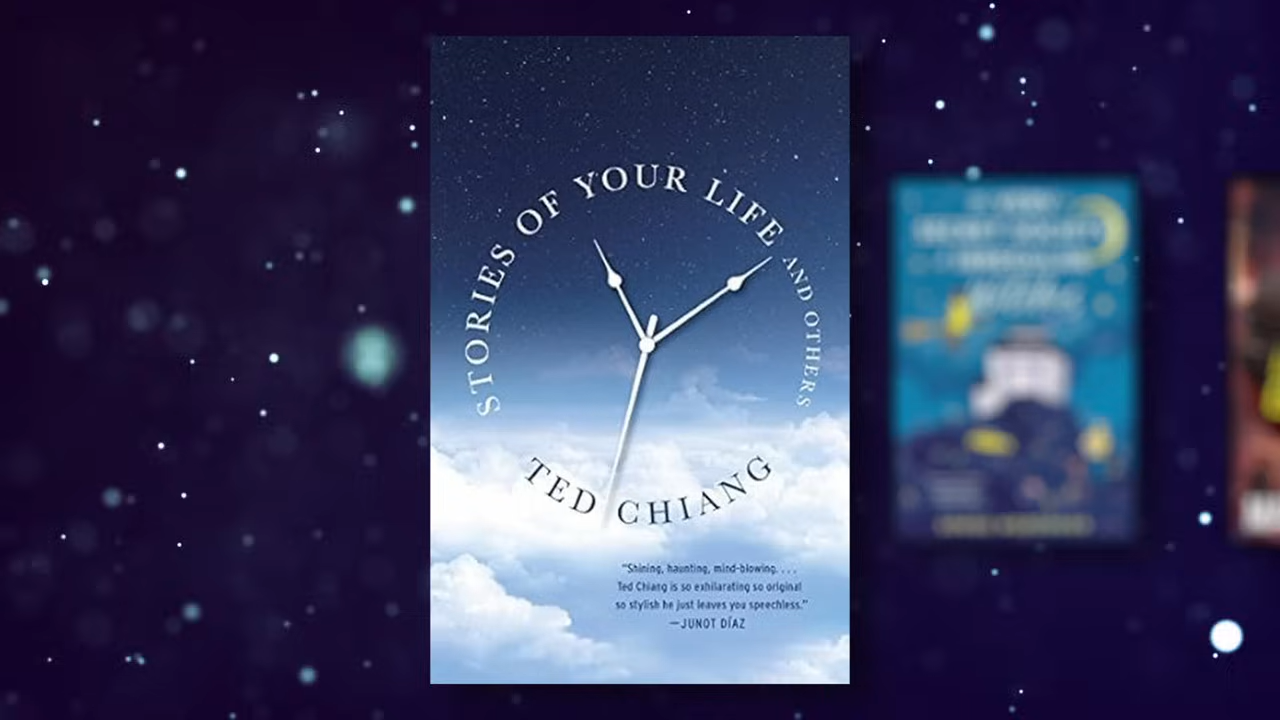 STORIES OF YOUR LIFE AND OTHERS
TED CHIANG
“Shining, haunting, mind-blowing. . . .
Ted Chiang is so exhilarating so original
so stylish he just leaves you speechless.”
—JUNOT DÍAZ